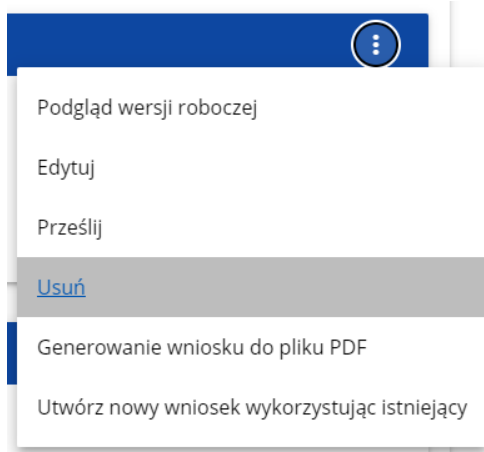 Podgląd wersji roboczej
Edytuj
Prześlij
Usuń
Generowanie wniosku do pliku PDF
Utwórz nowy wniosek wykorzystując istniejący